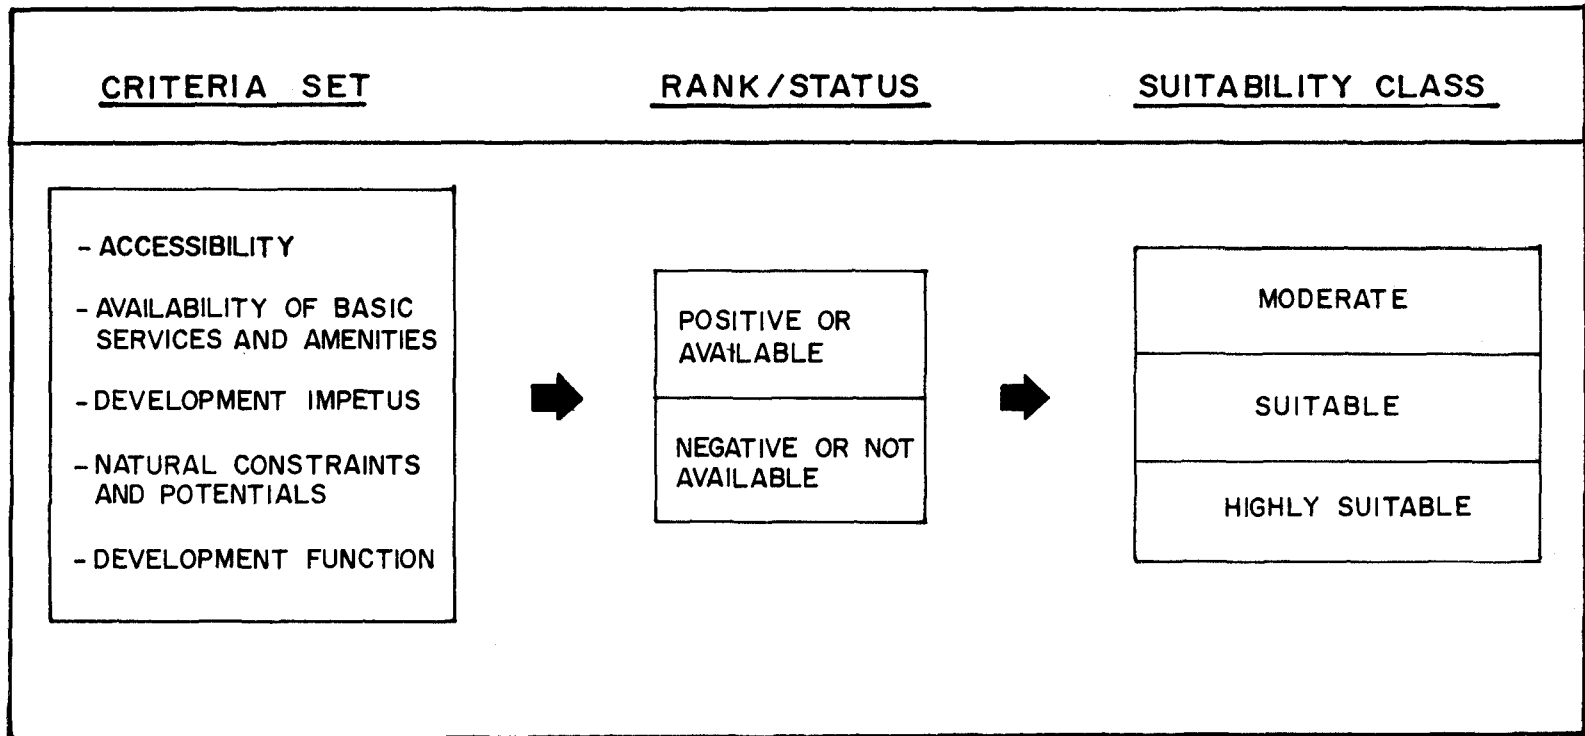 CRITERIA SET
RANK/STATUS
SUITABILITY CLASS
- ACCESSIBILITY
- AVAILABILITY OF BASIC
SERVICES AND AMENITIES
- DEVELOPMENT IMPETUS
- NATURAL CONSTRAINTS
AND POTENTIALS
- DEVELOPMENT FUNCTION
POSITIVE OR
AVAILABLE
NEGATIVE OR NOT
AVAILABLE
MODERATE
SUITABLE
HIGHLY SUITABLE